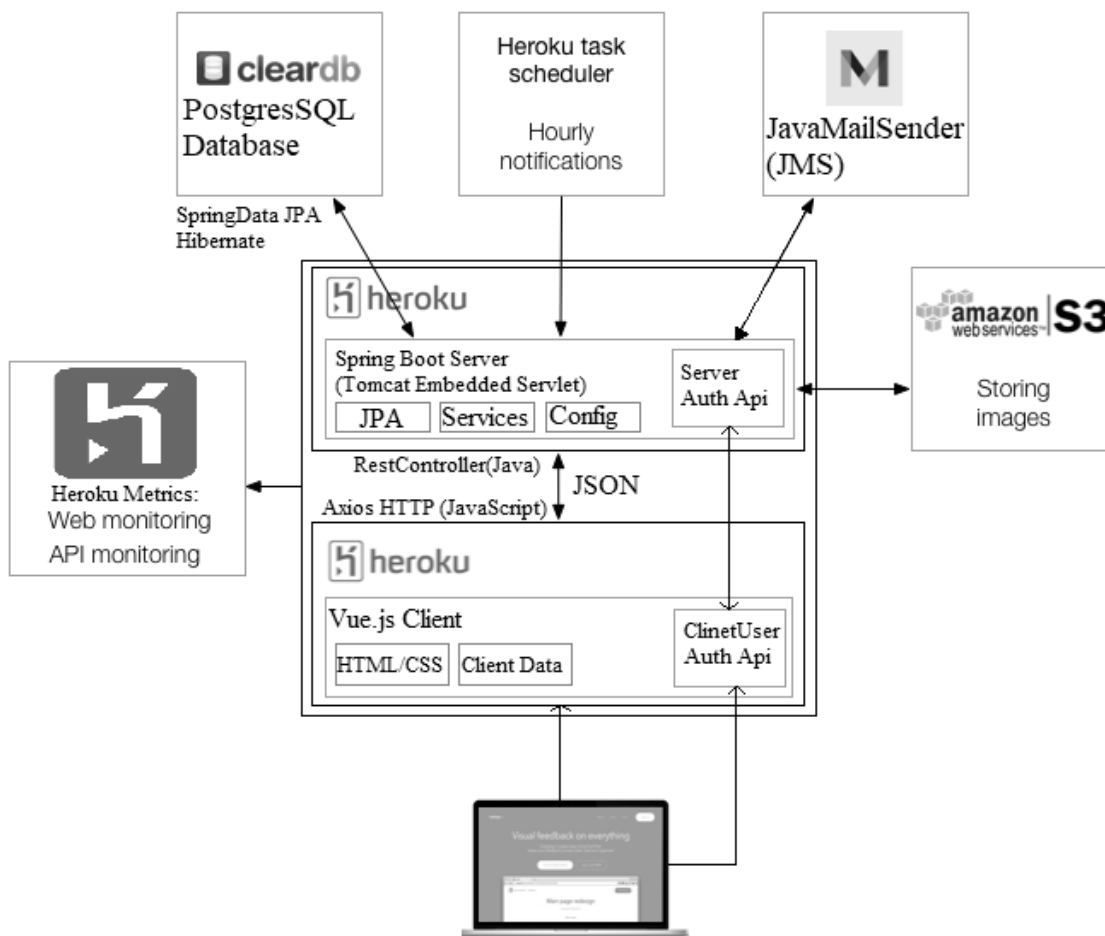 cleardb
PostgresSQL
Database
Heroku task
scheduler
Hourly
notifications
M
JavaMailSender
(JMS)
SpringData JPA
Hibernate
heroku
Spring Boot Server
(Tomcat Embedded Servlet)
JPA
Services
Config
Server
Auth Api
amazon
webservices™
S3
Storing
images
Heroku Metrics:
Web monitoring
API monitoring
RestController(Java)
JSON
Axios HTTP (JavaScript)
heroku
Vue.js Client
HTML/CSS
Client Data
ClinetUser
Auth Api
Visual feedback on everything
Main page redesign